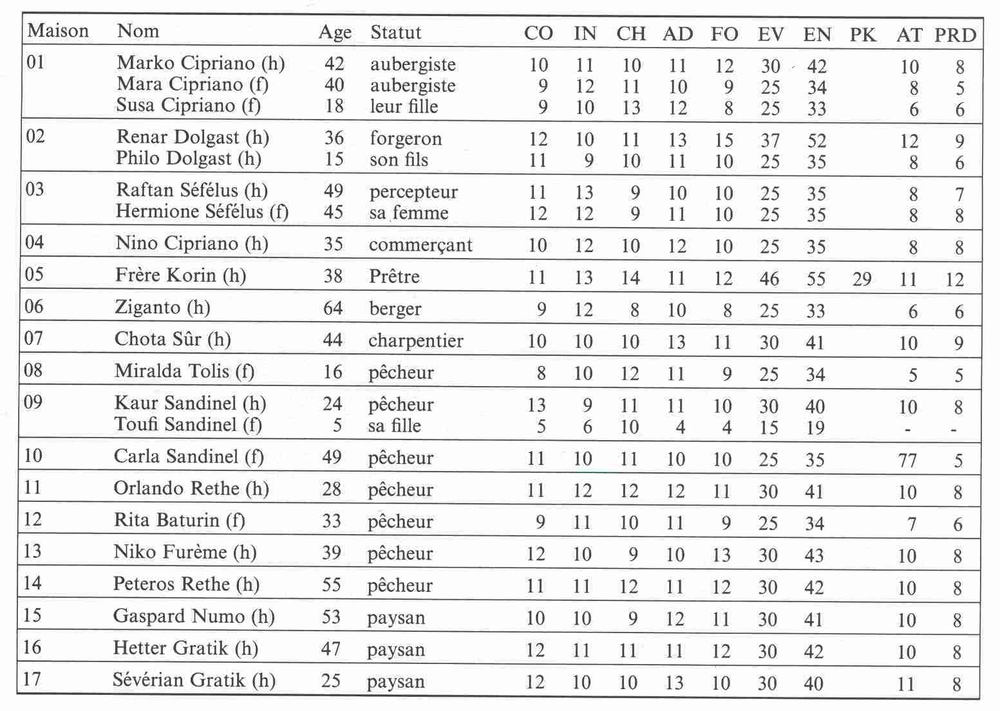 Maison Nom Age Statut CO IN CH AD FO EV EN PK AT PRD
01 Marko Cipriano (h) 42 aubergiste 10 11 10 11 12 30 42 10 8
Mara Cipriano (f) 40 aubergiste 9 12 11 10 9 25 34 8 5
Susa Cipriano (f) 18 leur fille 9 10 13 12 8 25 33 6 6
02 Renar Dolgast (h) 36 forgeron 12 10 11 13 15 37 52 12 9
Philo Dolgast (h) 15 son fils 11 9 10 11 10 25 35 8 6
03 Raftan Séfélus (h) 49 percepteur 11 13 9 10 10 25 35 8 7
Hermione Séfélus (f) 45 sa femme 12 12 9 11 10 25 35 8 8
04 Nino Cipriano (h) 35 commerçant 10 12 10 12 10 25 35 8 8
05 Frère Korin (h) 38 Prêtre 11 13 14 11 12 46 55 29 11 12
06 Ziganto (h) 64 berger 9 12 8 10 8 25 33 6 6
07 Chota Sûr (h) 44 charpentier 10 10 10 13 11 30 41 10 9
08 Miralda Tolis (f) 16 pêcheur 8 10 12 11 9 25 34 5 5
09 Kaur Sandinel (h) 24 pêcheur 13 9 11 11 10 30 40 10 8
Toufi Sandinel (f) 5 sa fille 5 6 10 4 4 15 19 - -
10 Carla Sandinel (f) 49 pêcheur 11 10 11 10 10 25 35 77 5
11 Orlando Rethe (h) 28 pêcheur 11 12 12 12 11 30 41 10 8
12 Rita Baturin (f) 33 pêcheur 9 11 10 11 9 25 34 7 6
13 Niko Furème (h) 39 pêcheur 12 10 9 10 13 30 43 10 8
14 Peteros Rethe (h) 55 pêcheur 11 11 12 11 12 30 42 10 8
15 Gaspard Numo (h) 53 paysan 10 10 9 12 11 30 41 10 8
16 Hetter Gratik (h) 47 paysan 12 11 11 11 12 30 42 10 8
17 Sévérian Gratik (h) 25 paysan 12 10 10 13 10 30 40 11 8